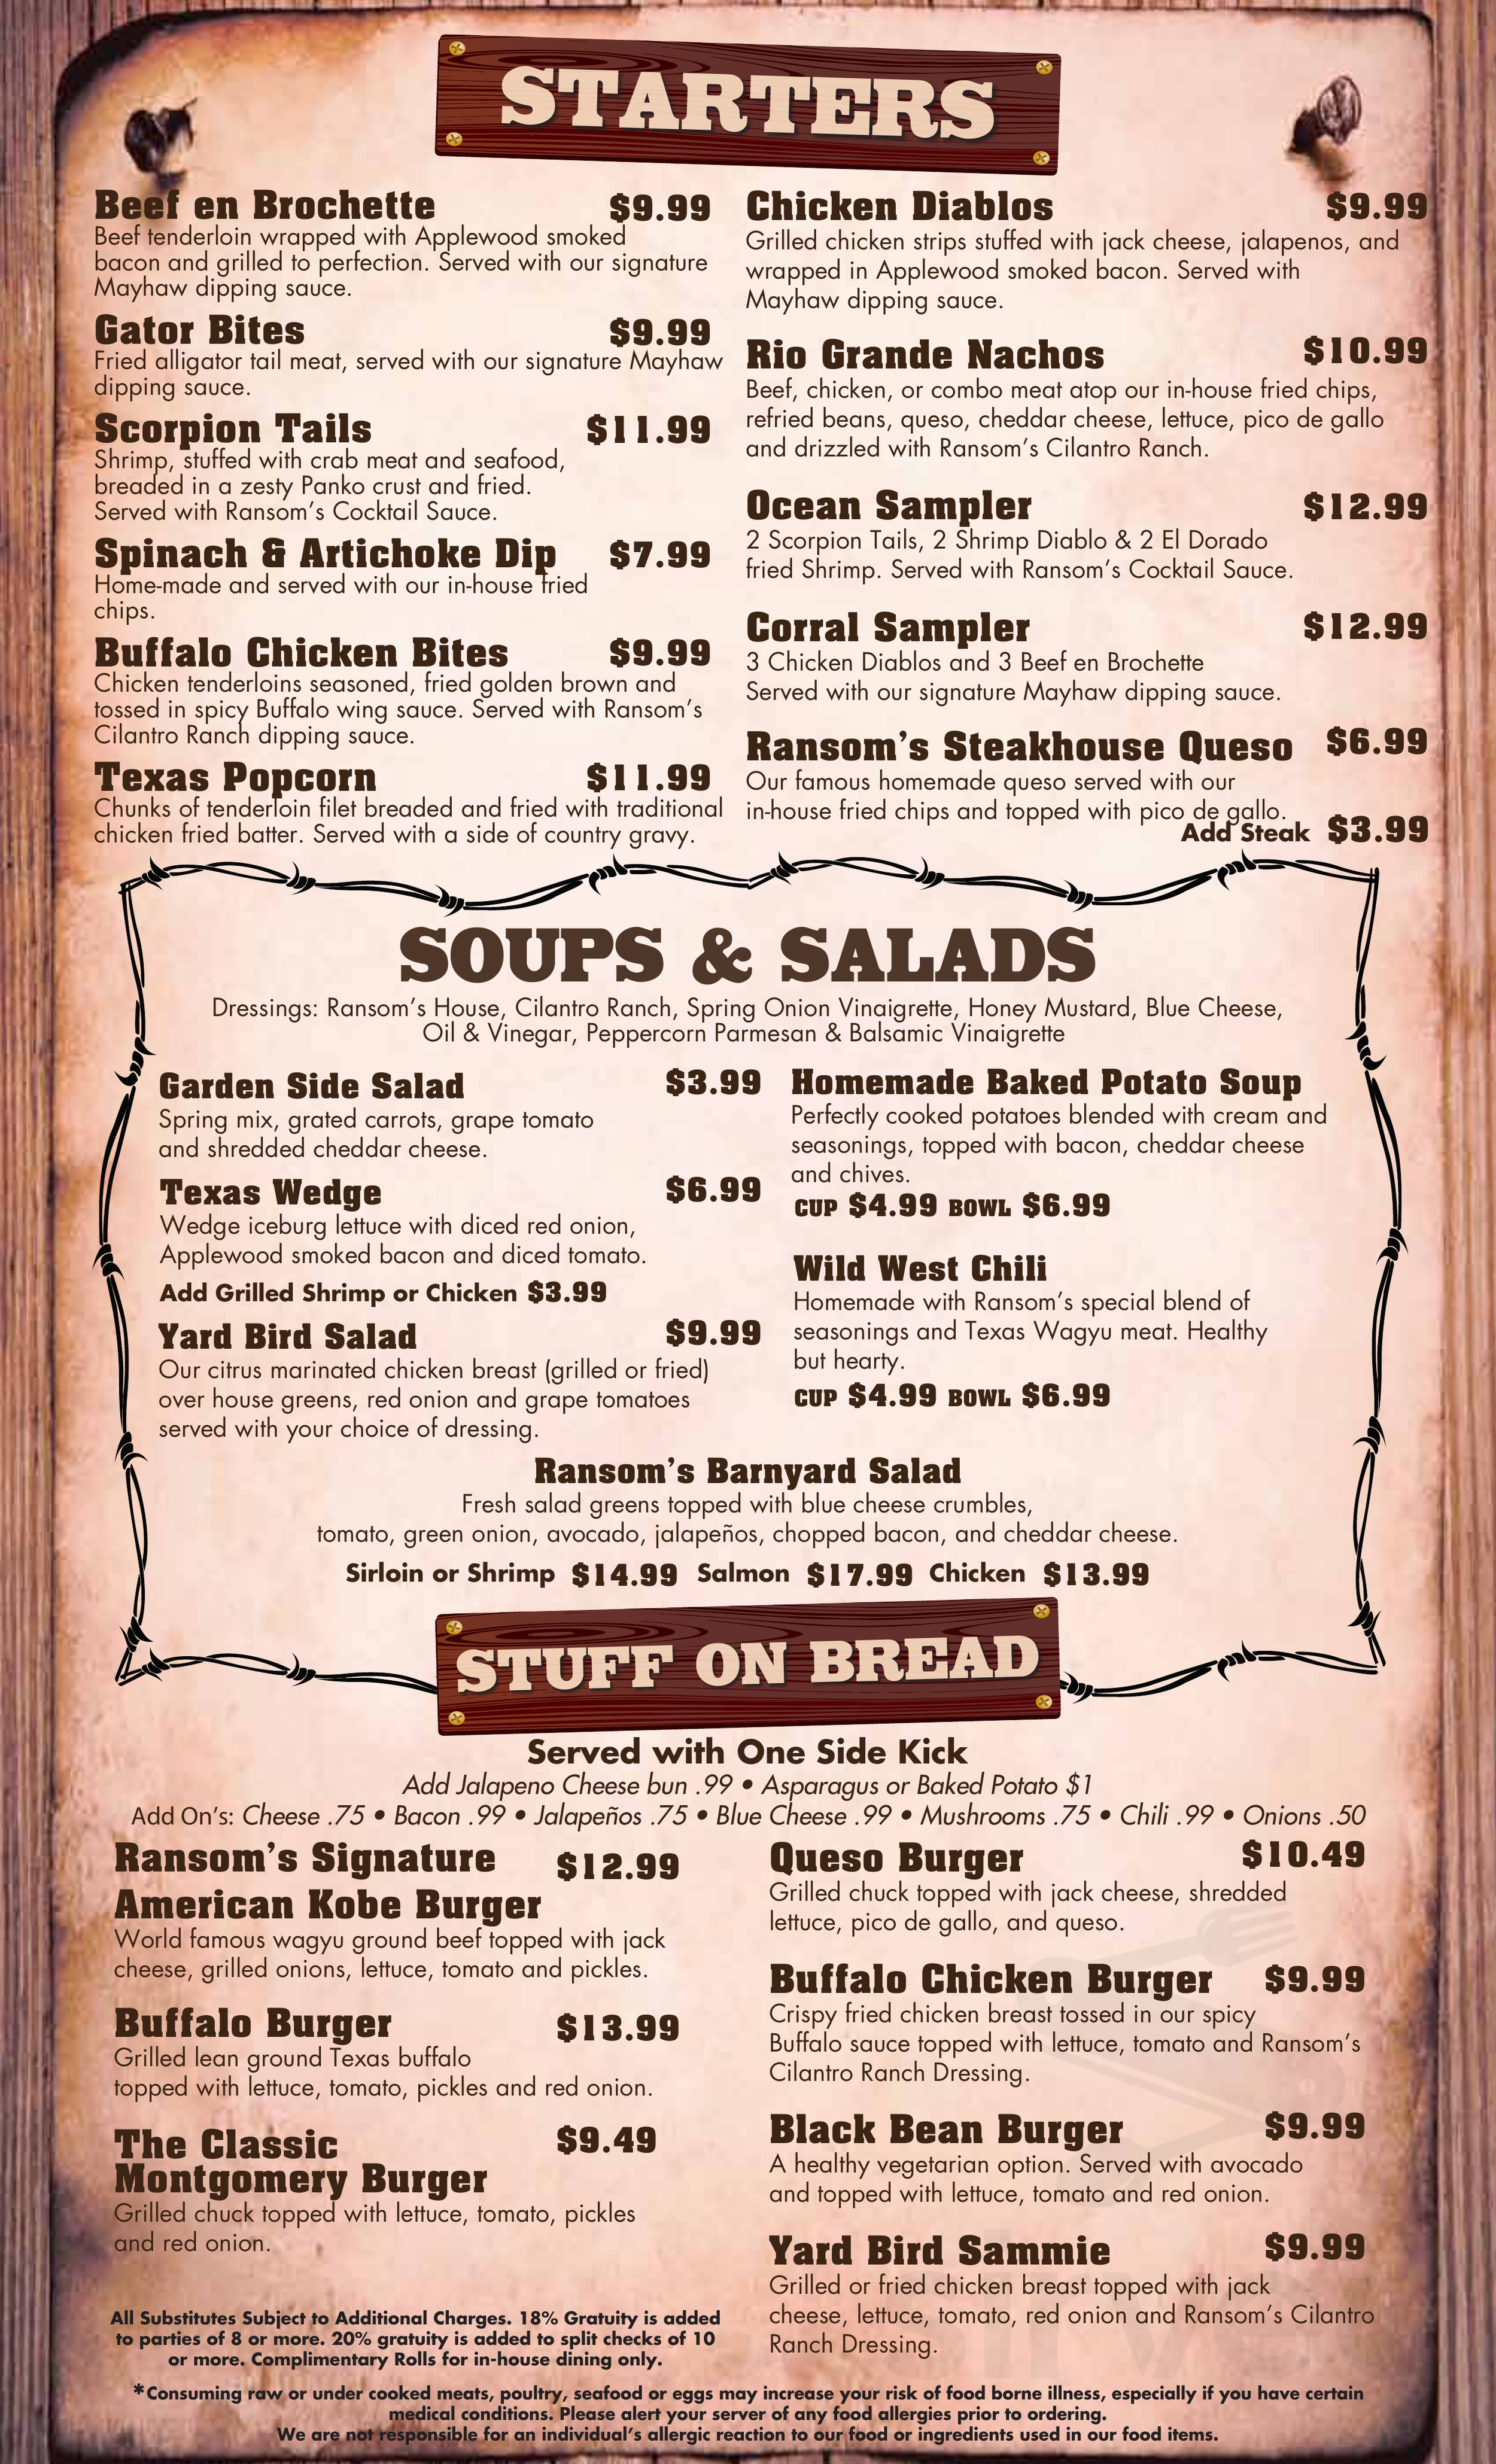 STARTERS
Beef en Brochette $9.99
Beef tenderloin wrapped with Applewood smoked
bacon and grilled to perfection. Served with our signature
Mayhaw dipping sauce.
Gator Bites $9.99
Fried alligator tail meat, served with our signature Mayhaw
dipping sauce.
Scorpion Tails $11.99
Shrimp, stuffed with crab meat and seafood,
breaded in a zesty Panko crust and fried.
Served with Ransom's Cocktail Sauce.
Spinach & Artichoke Dip $7.99
Home-made and served with our in-house fried
chips.
Buffalo Chicken Bites $9.99
Chicken tenderloins seasoned, fried golden brown and
tossed in spicy Buffalo wing sauce. Served with Ransom's
Cilantro Ranch dipping sauce.
Texas Popcorn $11.99
Chunks of tenderloin filet breaded and fried with traditional
chicken fried batter. Served with a side of country gravy.
Chicken Diablos $9.99
Grilled chicken strips stuffed with jack cheese, jalapenos, and
wrapped in Applewood smoked bacon. Served with
Mayhaw dipping sauce.
Rio Grande Nachos $10.99
Beef, chicken, or combo meat atop our in-house fried chips,
refried beans, queso, cheddar cheese, lettuce, pico de gallo
and drizzled with Ransom's Cilantro Ranch.
Ocean Sampler $12.99
2 Scorpion Tails, 2 Shrimp Diablo & 2 El Dorado
fried Shrimp. Served with Ransom's Cocktail Sauce.
Corral Sampler $12.99
3 Chicken Diablos and 3 Beef en Brochette
Served with our signature Mayhaw dipping sauce.
Ransom's Steakhouse Queso $6.99
Our famous homemade queso served with our
in-house fried chips and topped with pico de gallo.
Add Steak $3.99
SOUPS & SALADS
Dressings: Ransom's House, Cilantro Ranch, Spring Onion Vinaigrette, Honey Mustard, Blue Cheese,
Oil & Vinegar, Peppercorn Parmesan & Balsamic Vinaigrette
Garden Side Salad $3.99
Spring mix, grated carrots, grape tomato
and shredded cheddar cheese.
Texas Wedge $6.99
Wedge iceburg lettuce with diced red onion,
Applewood smoked bacon and diced tomato.
Add Grilled Shrimp or Chicken $3.99
Yard Bird Salad $9.99
Our citrus marinated chicken breast (grilled or fried)
over house greens, red onion and grape tomatoes
served with your choice of dressing.
Homemade Baked Potato Soup
Perfectly cooked potatoes blended with cream and
seasonings, topped with bacon, cheddar cheese
and chives.
CUP $4.99 BOWL $6.99
Wild West Chili
Homemade with Ransom's special blend of
seasonings and Texas Wagyu meat. Healthy
but hearty.
CUP $4.99 BOWL $6.99
Ransom's Barnyard Salad
Fresh salad greens topped with blue cheese crumbles,
tomato, green onion, avocado, jalapeños, chopped bacon, and cheddar cheese.
Sirloin or Shrimp $14.99 Salmon $17.99 Chicken $13.99
STUFF ON BREAD
Served with One Side Kick
Add Jalapeno Cheese bun .99 • Asparagus or Baked Potato $1
Add On's: Cheese .75 • Bacon .99 • Jalapeños .75 • Blue Cheese .99 • Mushrooms .75 • Chili .99 • Onions .50
Ransom's Signature $12.99
American Kobe Burger
World famous wagyu ground beef topped with jack
cheese, grilled onions, lettuce, tomato and pickles.
Buffalo Burger $13.99
Grilled lean ground Texas buffalo
topped with lettuce, tomato, pickles and red onion.
The Classic $9.49
Montgomery Burger
Grilled chuck topped with lettuce, tomato, pickles
and red onion.
Queso Burger $10.49
Grilled chuck topped with jack cheese, shredded
lettuce, pico de gallo, and queso.
Buffalo Chicken Burger $9.99
Crispy fried chicken breast tossed in our spicy
Buffalo sauce topped with lettuce, tomato and Ransom's
Cilantro Ranch Dressing.
Black Bean Burger $9.99
A healthy vegetarian option. Served with avocado
and topped with lettuce, tomato and red onion.
Yard Bird Sammie $9.99
Grilled or fried chicken breast topped with jack
cheese, lettuce, tomato, red onion and Ransom's Cilantro
Ranch Dressing.
All Substitutes Subject to Additional Charges. 18% Gratuity is added
to parties of 8 or more. 20% gratuity is added to split checks of 10
or more. Complimentary Rolls for in-house dining only.
*Consuming raw or under cooked meats, poultry, seafood or eggs may increase your risk of food borne illness, especially if you have certain
medical conditions. Please alert your server of any food allergies prior to ordering.
We are not responsible for an individual's allergic reaction to our food or ingredients used in our food items.